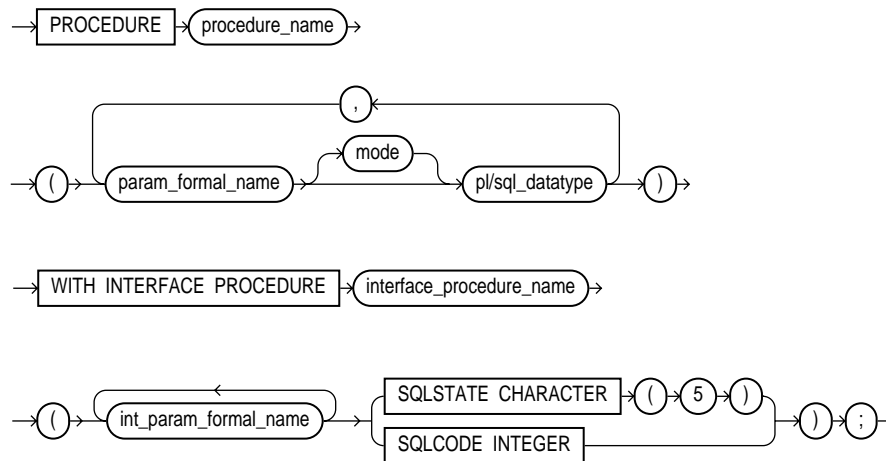 PROCEDURE procedure_name
,
mode
( param_formal_name pl/sql_datatype )
WITH INTERFACE PROCEDURE interface_procedure_name
SQLSTATE CHARACTER ( 5 )
( int_param_formal_name ) ;
SQLCODE INTEGER